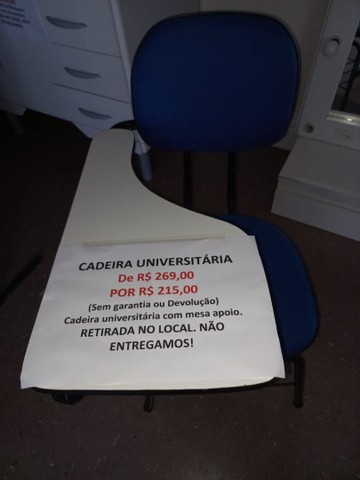 CADEIRA UNIVERSITÁRIA
De R$ 269,00
POR R$ 215,00
(Sem garantia ou Devolução)
Cadeira universitária com mesa apoio.
RETIRADA NO LOCAL. NÃO
ENTREGAMOS!